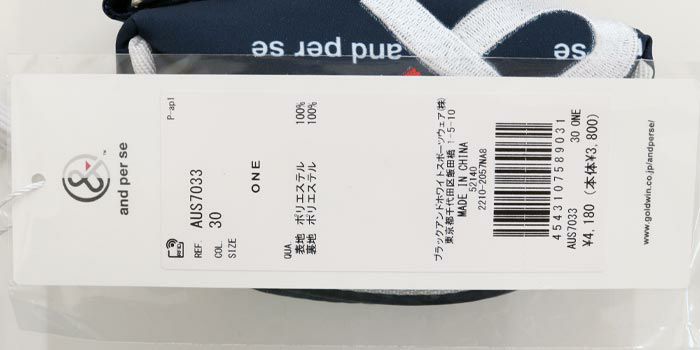 and per se
and per se
P-apl
& ™
and per se
REF. AUS7033
COL. 30
SIZE ONE
QUA
表地 ポリエステル 100%
裏地 ポリエステル 100%
ブラックアンドホワイトスポーツウェア(株)
東京都千代田区飯田橋 1-5-10
MADE IN CHINA
52140
2210-2057NA8
4543107589031
AUS7033 30 ONE
¥4,180 (本体¥3,800)
www.goldwin.co.jp/andperse/